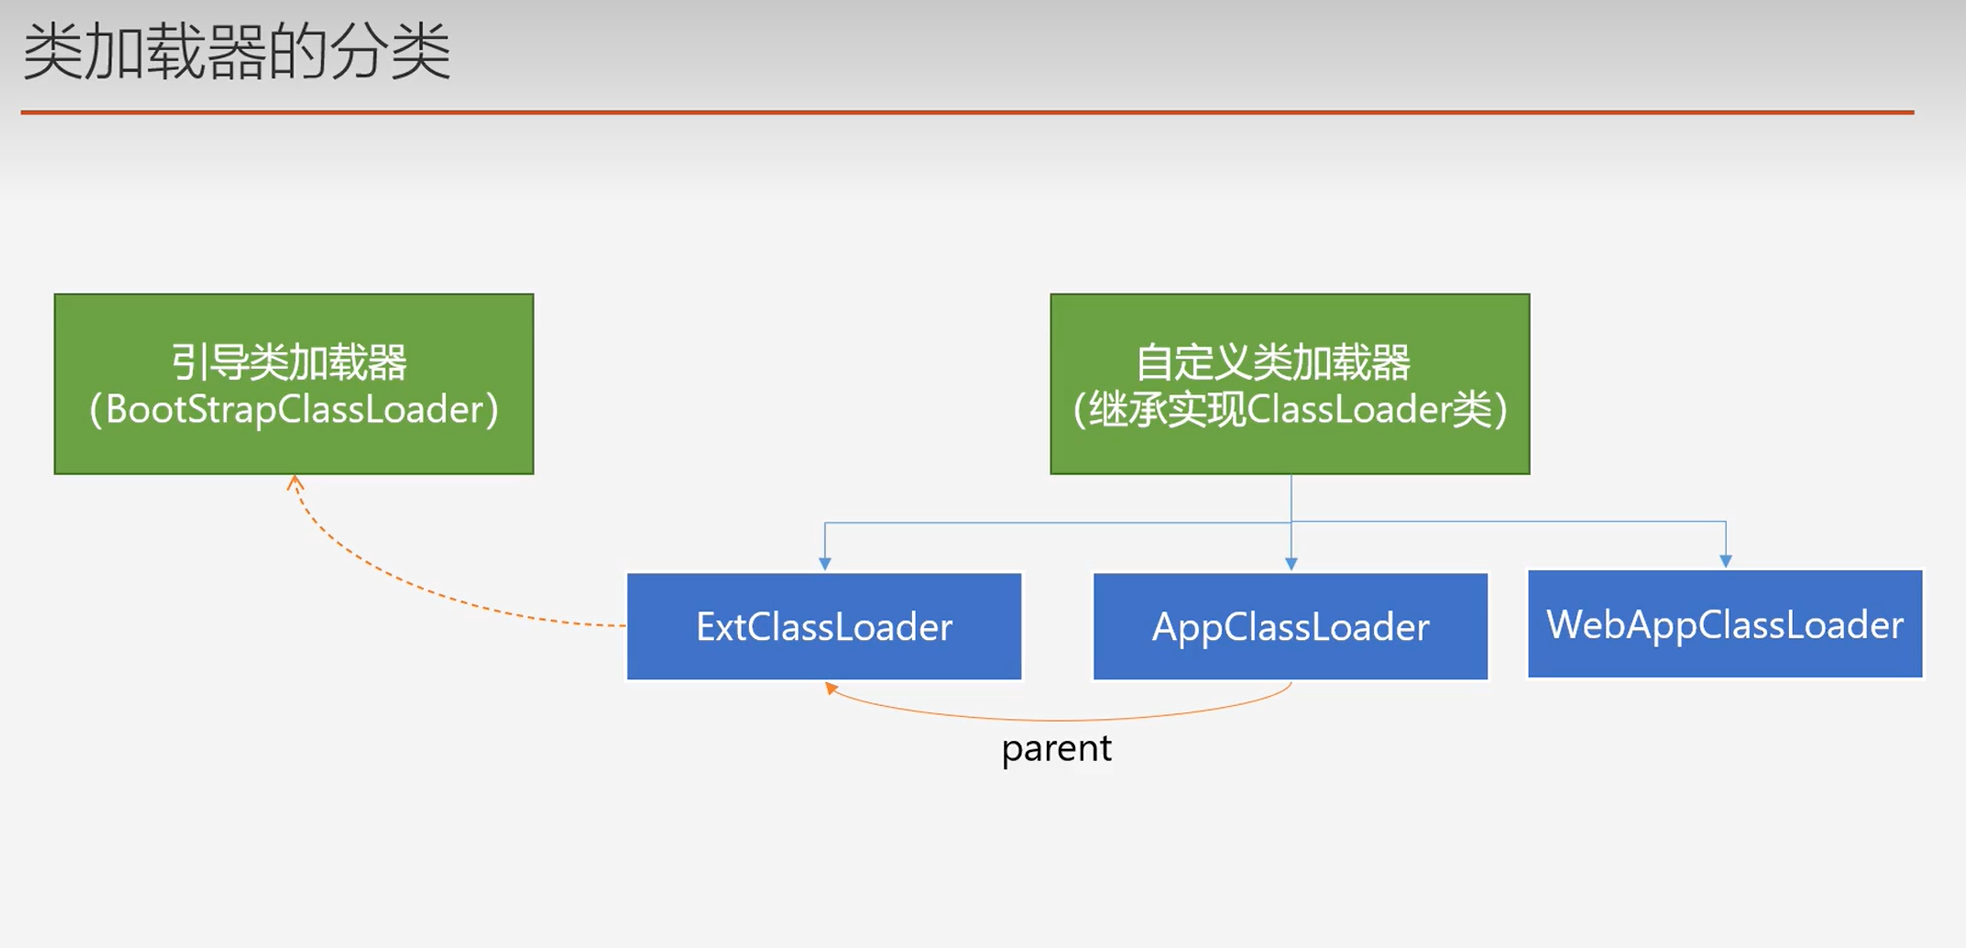 类加载器的分类
引导类加载器
（BootStrapClassLoader）
自定义类加载器
（继承实现ClassLoader类）
ExtClassLoader
AppClassLoader
WebAppClassLoader
parent